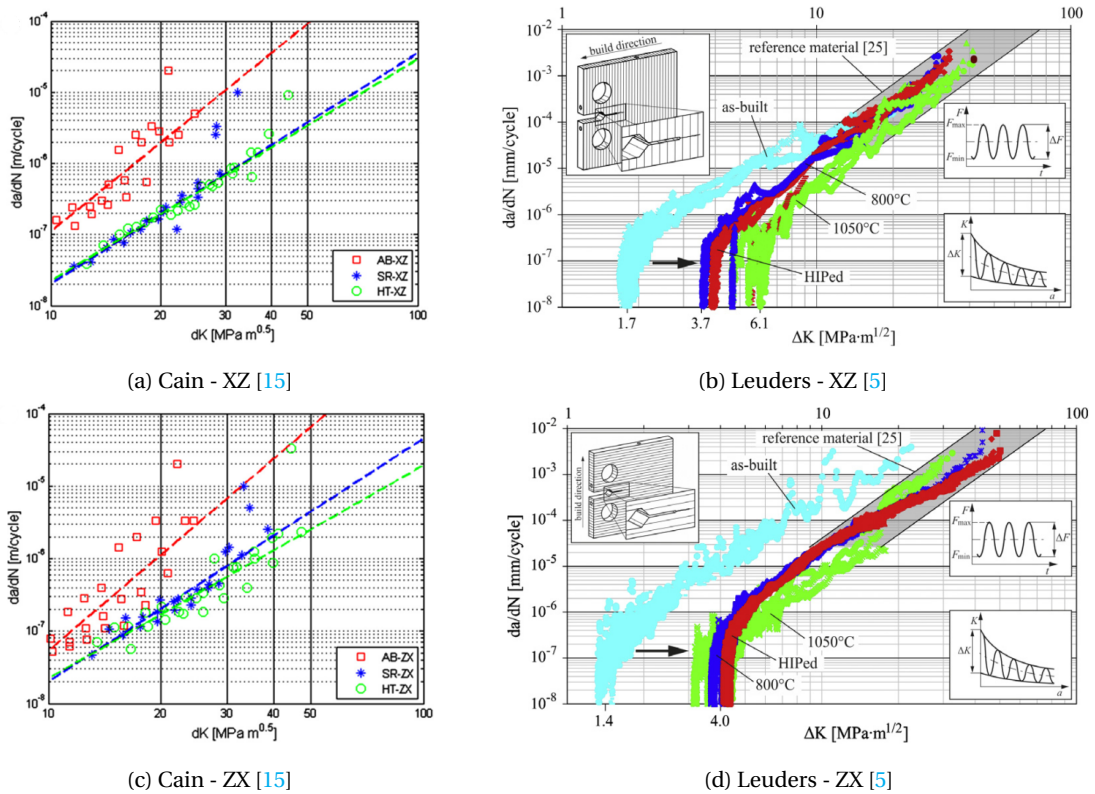 10⁻⁴
10⁻⁵
10⁻⁶
10⁻⁷
10⁻⁸
da/dN [m/cycle]
10 20 30 40 50 100
dK [MPa m^0.5]
AB-XZ
SR-XZ
HT-XZ
(a) Cain - XZ [15]
1 10 100
10⁻²
10⁻³
10⁻⁴
10⁻⁵
10⁻⁶
10⁻⁷
10⁻⁸
da/dN [mm/cycle]
build direction
reference material [25]
as-built
800°C
1050°C
HIPed
F
Fmax
Fmin
ΔF
t
K
ΔK
a
1.7 3.7 6.1
ΔK [MPa·m^1/2]
(b) Leuders - XZ [5]
10⁻⁴
10⁻⁵
10⁻⁶
10⁻⁷
10⁻⁸
da/dN [m/cycle]
10 20 30 40 50 100
dK [MPa m^0.5]
AB-ZX
SR-ZX
HT-ZX
(c) Cain - ZX [15]
1 10 100
10⁻²
10⁻³
10⁻⁴
10⁻⁵
10⁻⁶
10⁻⁷
10⁻⁸
da/dN [mm/cycle]
build direction
reference material [25]
as-built
1050°C
HIPed
800°C
F
Fmax
Fmin
ΔF
t
K
ΔK
a
1.4 4.0
ΔK [MPa·m^1/2]
(d) Leuders - ZX [5]